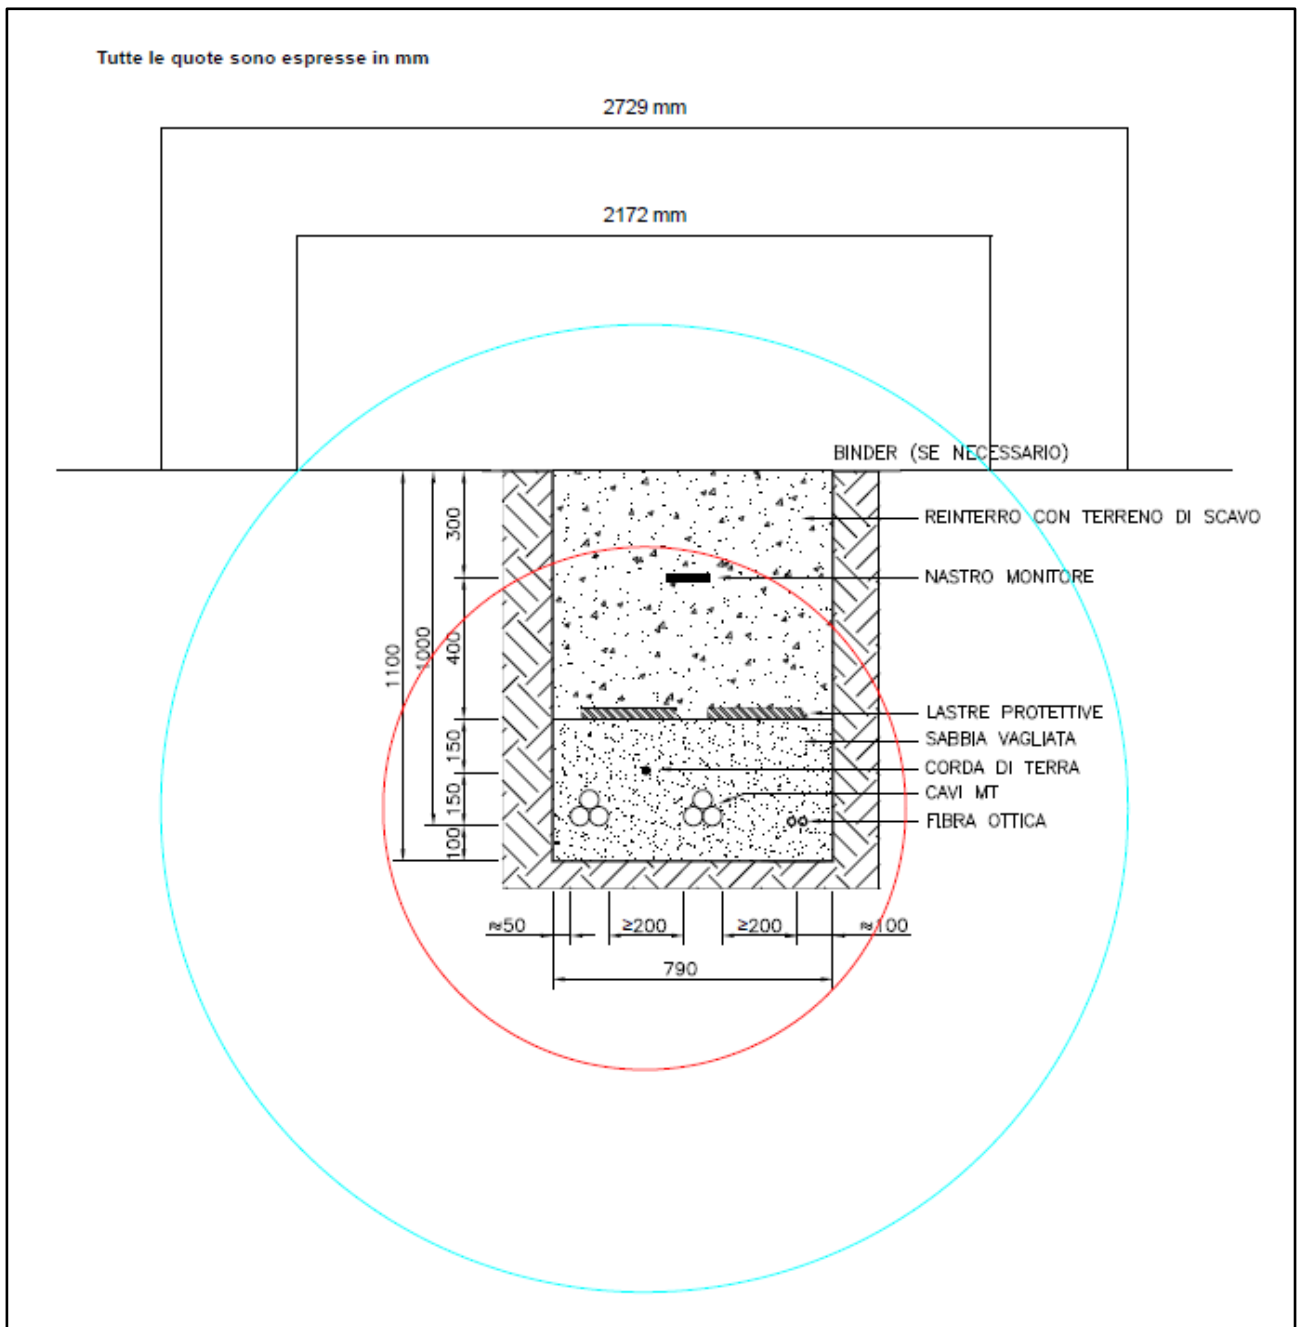 Tutte le quote sono espresse in mm
2729 mm
2172 mm
BINDER (SE NECESSARIO)
REINTERRO CON TERRENO DI SCAVO
300
NASTRO MONITORE
400
1000
1100
LASTRE PROTETTIVE
SABBIA VAGLIATA
150
CORDA DI TERRA
CAVI MT
150
FIBRA OTTICA
100
≈50
≥200
≥200
≈100
790